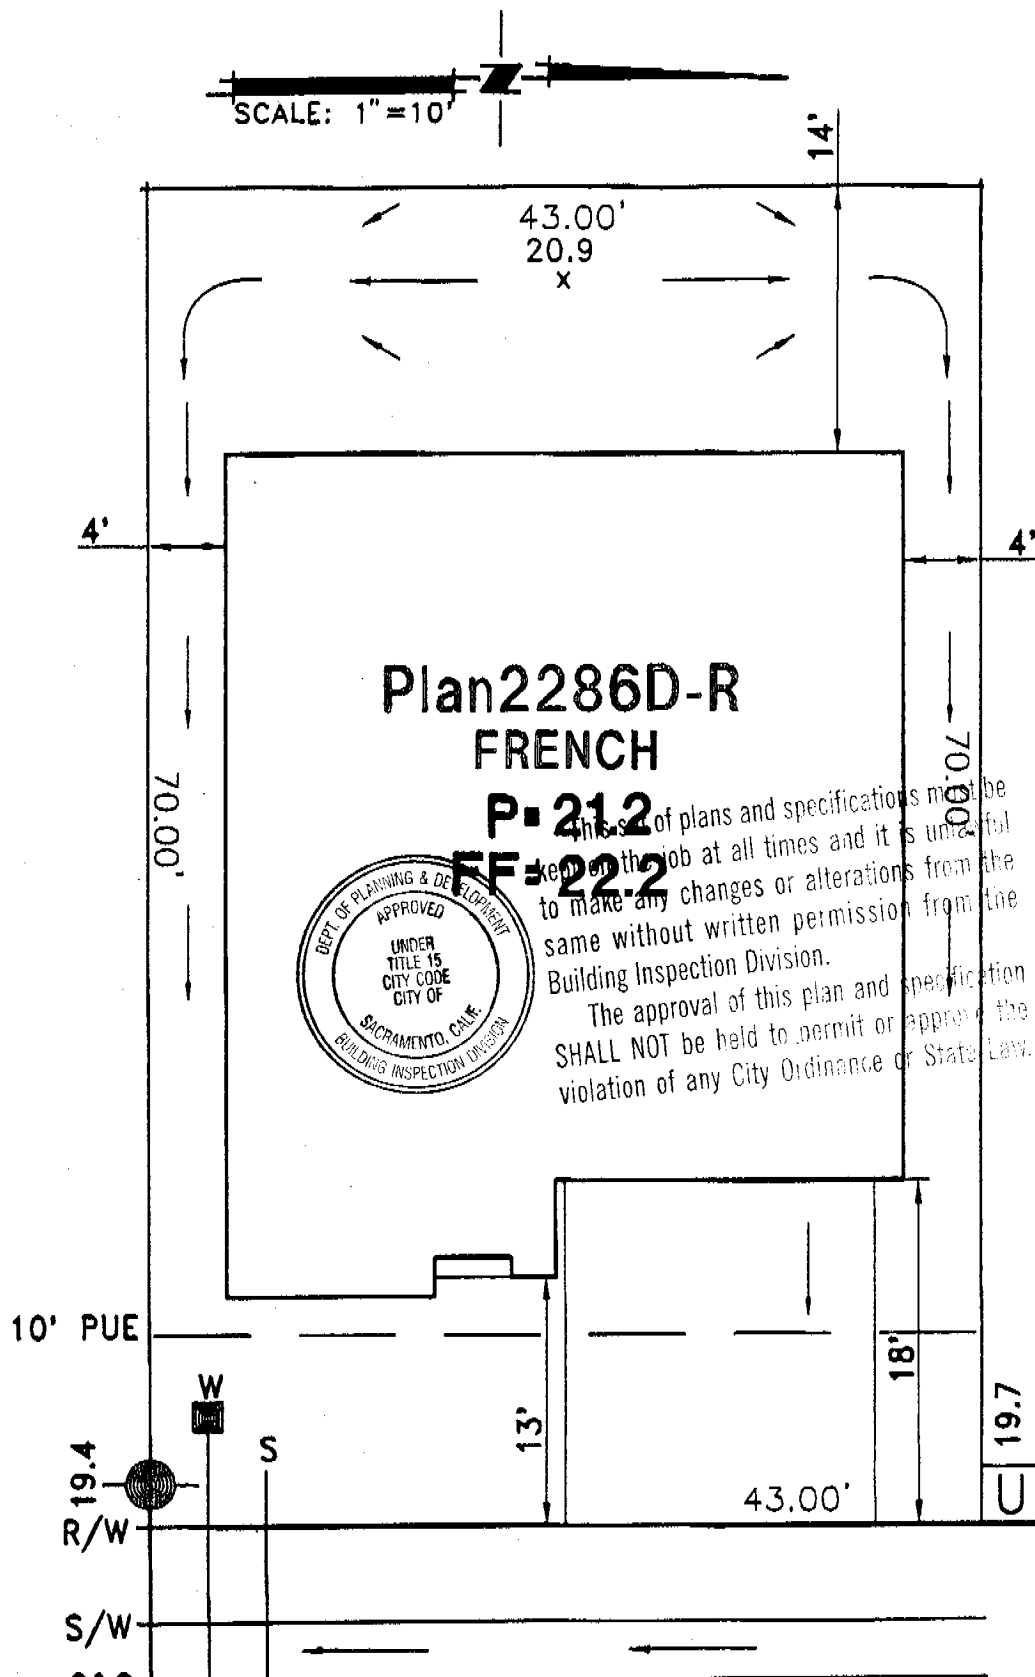 SCALE: 1"=10'
14'
43.00'
20.9
x
4'
4'
Plan2286D-R
FRENCH
P=21.2
FF=22.2
70.00'
70.00'
This set of plans and specifications must be
kept on the job at all times and it is unlawful
to make any changes or alterations from the
same without written permission from the
Building Inspection Division.
The approval of this plan and specification
SHALL NOT be held to permit or approve the
violation of any City Ordinance or State Law.
DEPT. OF PLANNING & DEVELOPMENT
APPROVED
UNDER
TITLE 15
CITY CODE
CITY OF
SACRAMENTO, CALIF.
BUILDING INSPECTION DIVISION
10' PUE
18'
W
13'
S
19.4
19.7
43.00'
U
R/W
S/W